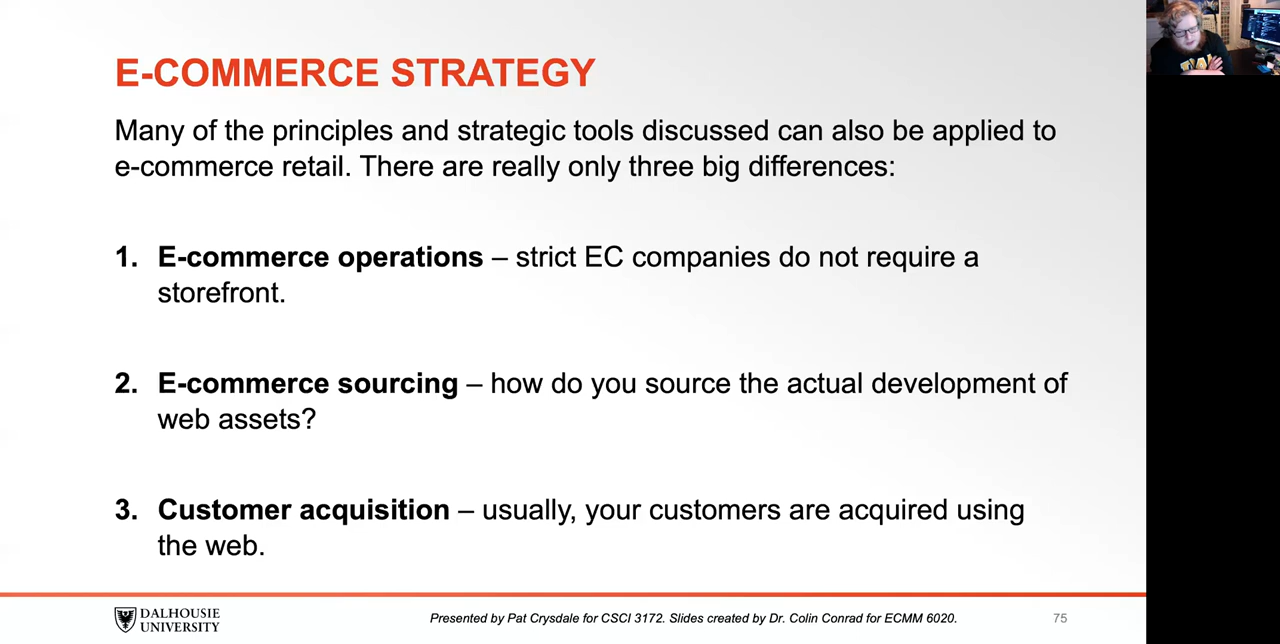 E-COMMERCE STRATEGY
Many of the principles and strategic tools discussed can also be applied to
e-commerce retail. There are really only three big differences:
1. E-commerce operations – strict EC companies do not require a
storefront.
2. E-commerce sourcing – how do you source the actual development of
web assets?
3. Customer acquisition – usually, your customers are acquired using
the web.
DALHOUSIE
UNIVERSITY
Presented by Pat Crysdale for CSCI 3172. Slides created by Dr. Colin Conrad for ECMM 6020.
75